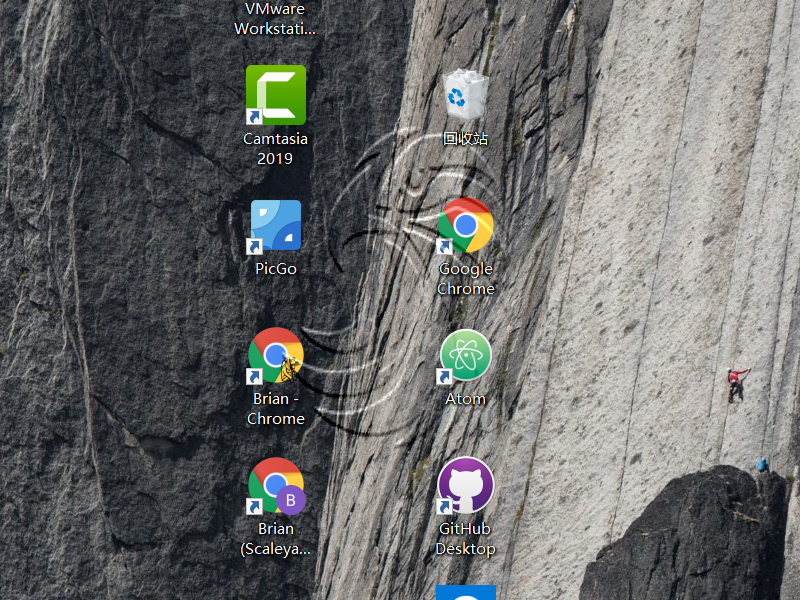 VMware
Workstati...
Camtasia
2019
回收站
PicGo
Google
Chrome
Brian -
Chrome
Atom
B
Brian
(Scaleya...
GitHub
Desktop